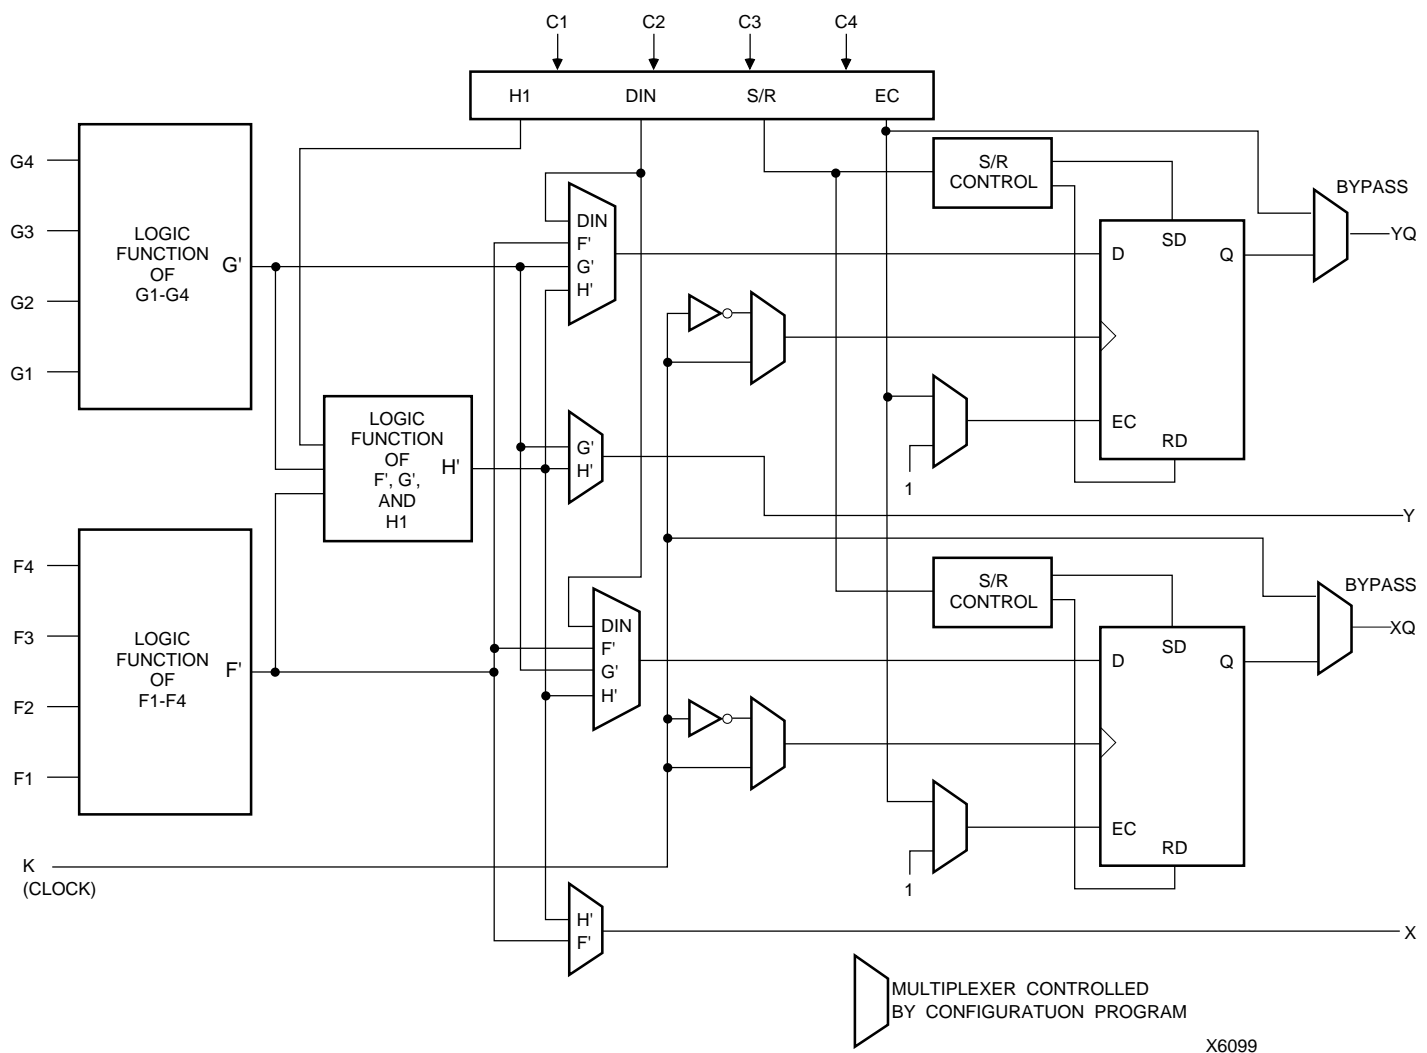 C1 C2 C3 C4
H1 DIN S/R EC
G4
G3
G2
G1
LOGIC
FUNCTION
OF
G1-G4
G'
DIN
F'
G'
H'
S/R
CONTROL
D
SD
Q
EC
RD
1
BYPASS
YQ
LOGIC
FUNCTION
OF
F', G',
AND
H1
H'
G'
H'
Y
F4
F3
F2
F1
LOGIC
FUNCTION
OF
F1-F4
F'
DIN
F'
G'
H'
S/R
CONTROL
D
SD
Q
EC
RD
1
BYPASS
XQ
K
(CLOCK)
H'
F'
X
MULTIPLEXER CONTROLLED
BY CONFIGURATUON PROGRAM
X6099